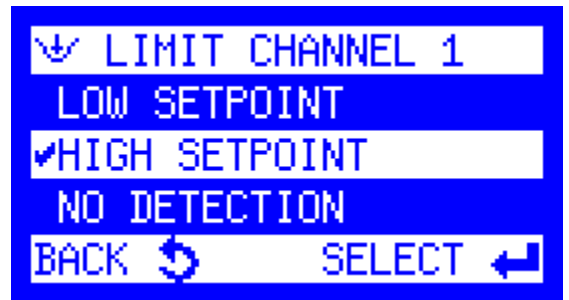 LIMIT CHANNEL 1
LOW SETPOINT
✔HIGH SETPOINT
NO DETECTION
BACK SELECT